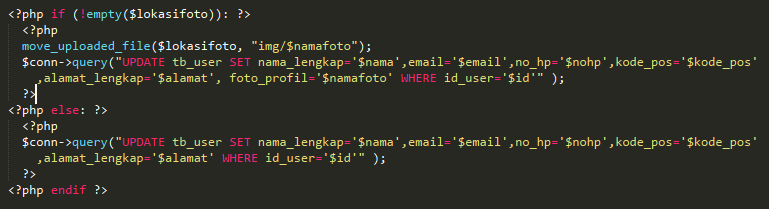 <?php if (!empty($lokasifoto)): ?>
<?php
move_uploaded_file($lokasifoto, "img/$namafoto");
$conn->query("UPDATE tb_user SET nama_lengkap='$nama',email='$email',no_hp='$nohp',kode_pos='$kode_pos'
,alamat_lengkap='$alamat', foto_profil='$namafoto' WHERE id_user='$id'" );
?>
<?php else: ?>
<?php
$conn->query("UPDATE tb_user SET nama_lengkap='$nama',email='$email',no_hp='$nohp',kode_pos='$kode_pos'
,alamat_lengkap='$alamat' WHERE id_user='$id'" );
?>
<?php endif ?>